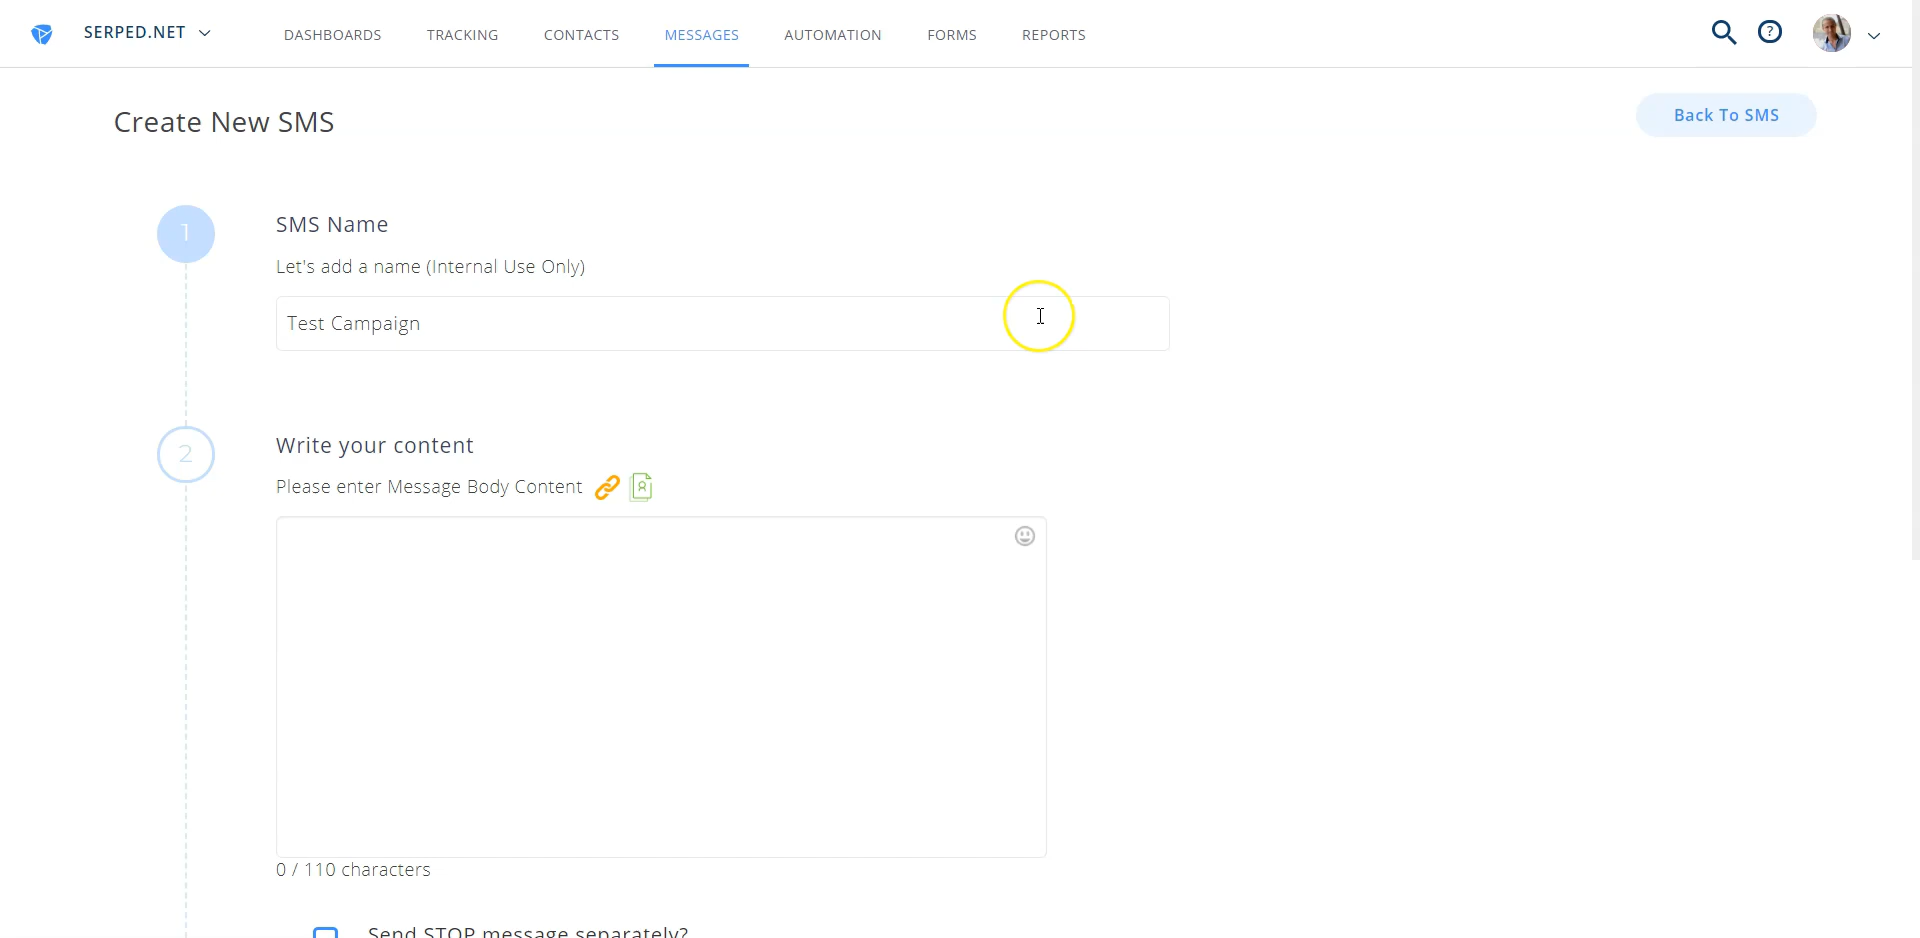 SERPED.NET
DASHBOARDS TRACKING CONTACTS MESSAGES AUTOMATION FORMS REPORTS
?
Create New SMS
Back To SMS
1
SMS Name
Let's add a name (Internal Use Only)
Test Campaign
2
Write your content
Please enter Message Body Content
0 / 110 characters
Send STOP message separately?